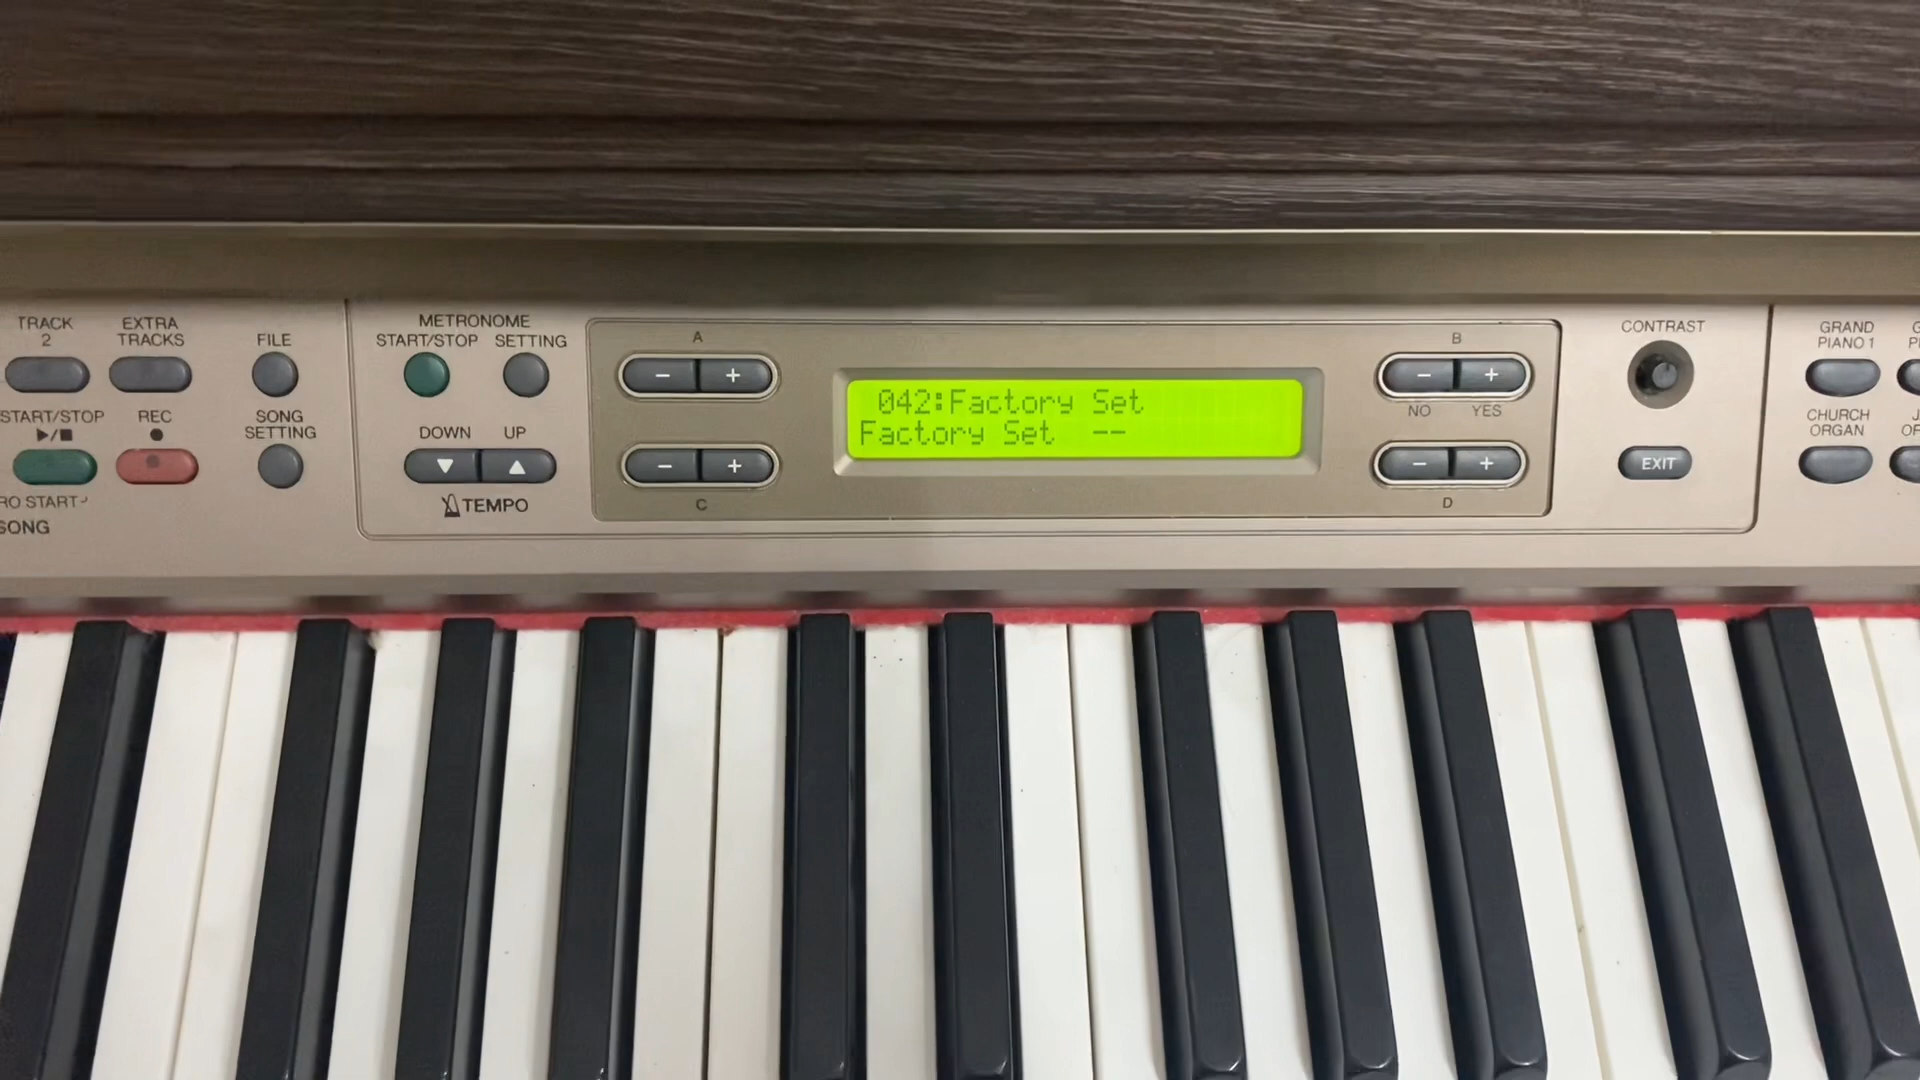 TRACK
2
EXTRA
TRACKS
FILE
START/STOP
▶/■
REC
●
SONG
SETTING
SONG
METRONOME
START/STOP
SETTING
DOWN
UP
TEMPO
A
- +
C
- +
042:Factory Set
Factory Set --
B
- +
NO YES
- +
D
CONTRAST
EXIT
GRAND
PIANO 1
CHURCH
ORGAN